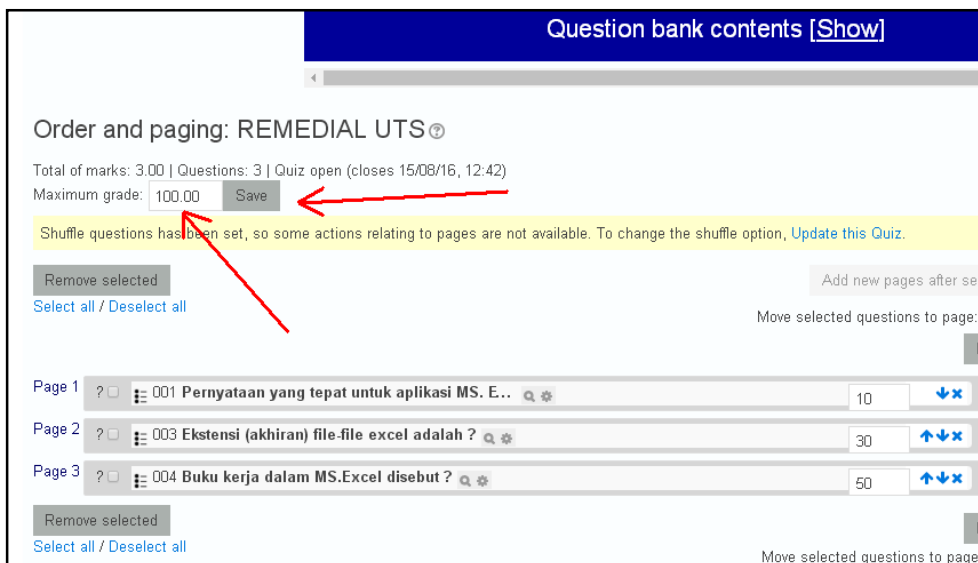 Question bank contents [Show]
Order and paging: REMEDIAL UTS
Total of marks: 3.00 | Questions: 3 | Quiz open (closes 15/08/16, 12:42)
Maximum grade: 100.00 Save
Shuffle questions has been set, so some actions relating to pages are not available. To change the shuffle option, Update this Quiz.
Remove selected Add new pages after se
Select all / Deselect all
Move selected questions to page:
Page 1 ? 001 Pernyataan yang tepat untuk aplikasi MS. E... 10
Page 2 ? 003 Ekstensi (akhiran) file-file excel adalah ? 30
Page 3 ? 004 Buku kerja dalam MS.Excel disebut ? 50
Remove selected
Select all / Deselect all
Move selected questions to page